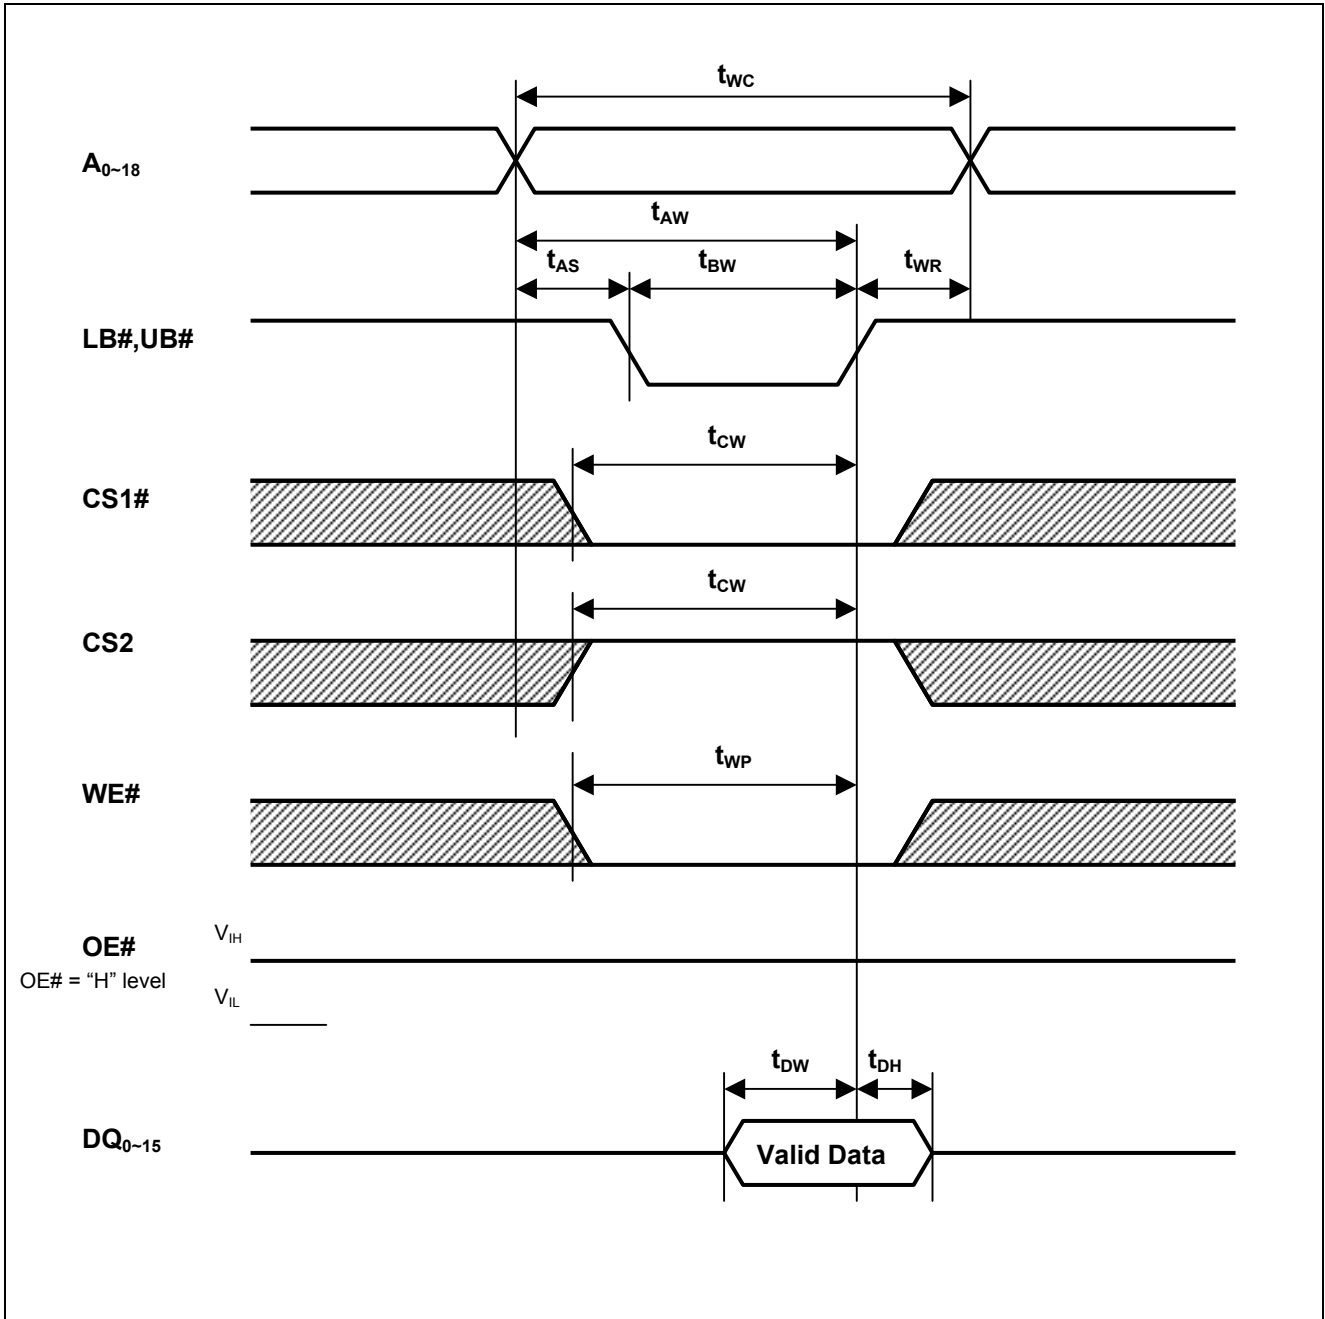 tWC
A0~18
tAW
tAS tBW tWR
LB#,UB#
tCW
CS1#
tCW
CS2
tWP
WE#
VIH
OE#
OE# = “H” level
VIL
tDW tDH
DQ0~15
Valid Data